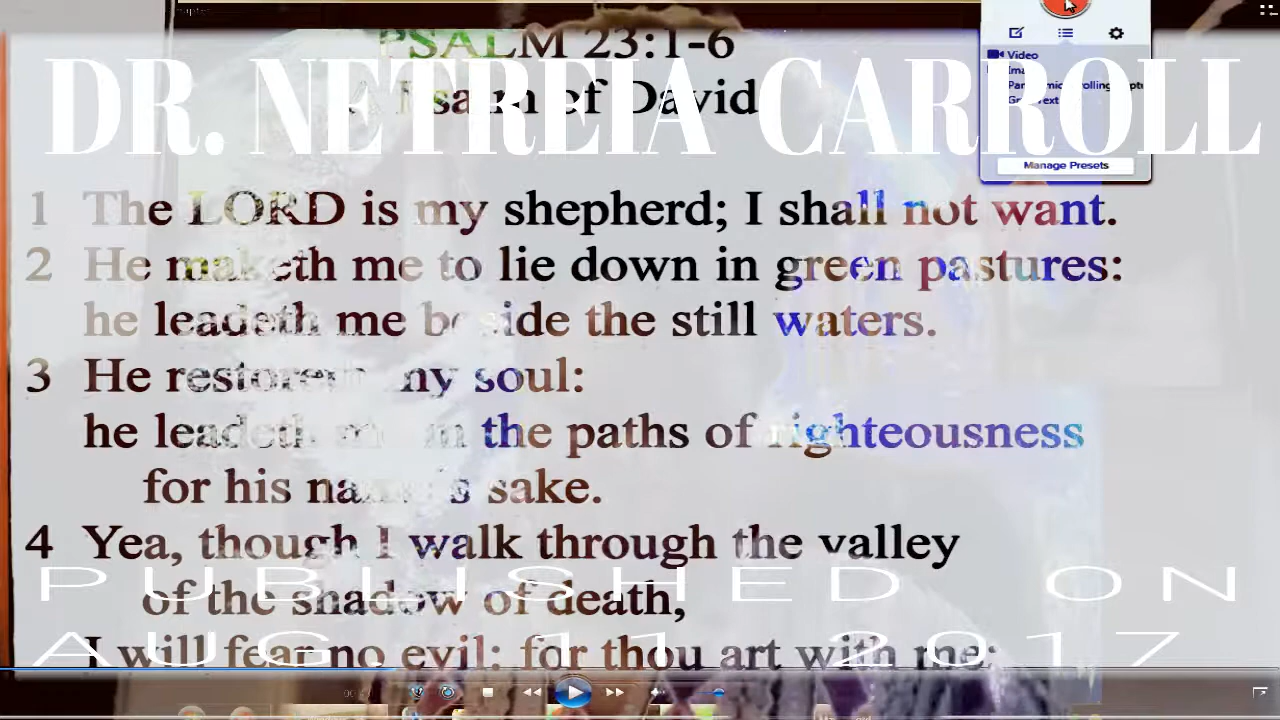 PSALM 23:1-6
A Psalm of David
DR. NETREIA CARROLL
Video
Manage Presets
1 The LORD is my shepherd; I shall not want.
2 He maketh me to lie down in green pastures:
he leadeth me beside the still waters.
3 He restoreth my soul:
he leadeth me in the paths of righteousness
for his name's sake.
4 Yea, though I walk through the valley
PUBLISHED ON
of the shadow of death,
AUG. 11 2017
I will fear no evil: for thou art with me;